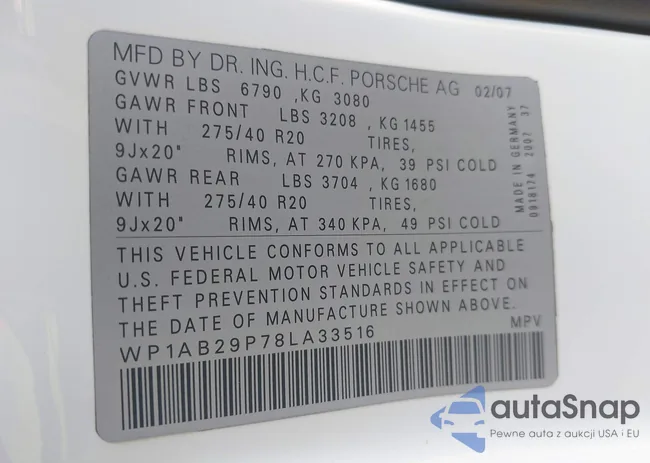 MFD BY DR. ING. H.C.F. PORSCHE AG 02/07
GVWR LBS 6790 ,KG 3080
GAWR FRONT LBS 3208 , KG 1455
WITH 275/40 R20 TIRES,
9Jx20" RIMS, AT 270 KPA, 39 PSI COLD
GAWR REAR LBS 3704 , KG 1680
WITH 275/40 R20 TIRES,
9Jx20" RIMS, AT 340 KPA, 49 PSI COLD
MADE IN GERMANY
0918174 2007 37
THIS VEHICLE CONFORMS TO ALL APPLICABLE
U.S. FEDERAL MOTOR VEHICLE SAFETY AND
THEFT PREVENTION STANDARDS IN EFFECT ON
THE DATE OF MANUFACTURE SHOWN ABOVE.
WP1AB29P78LA33516 MPV
autaSnap
Pewne auta z aukcji USA i EU